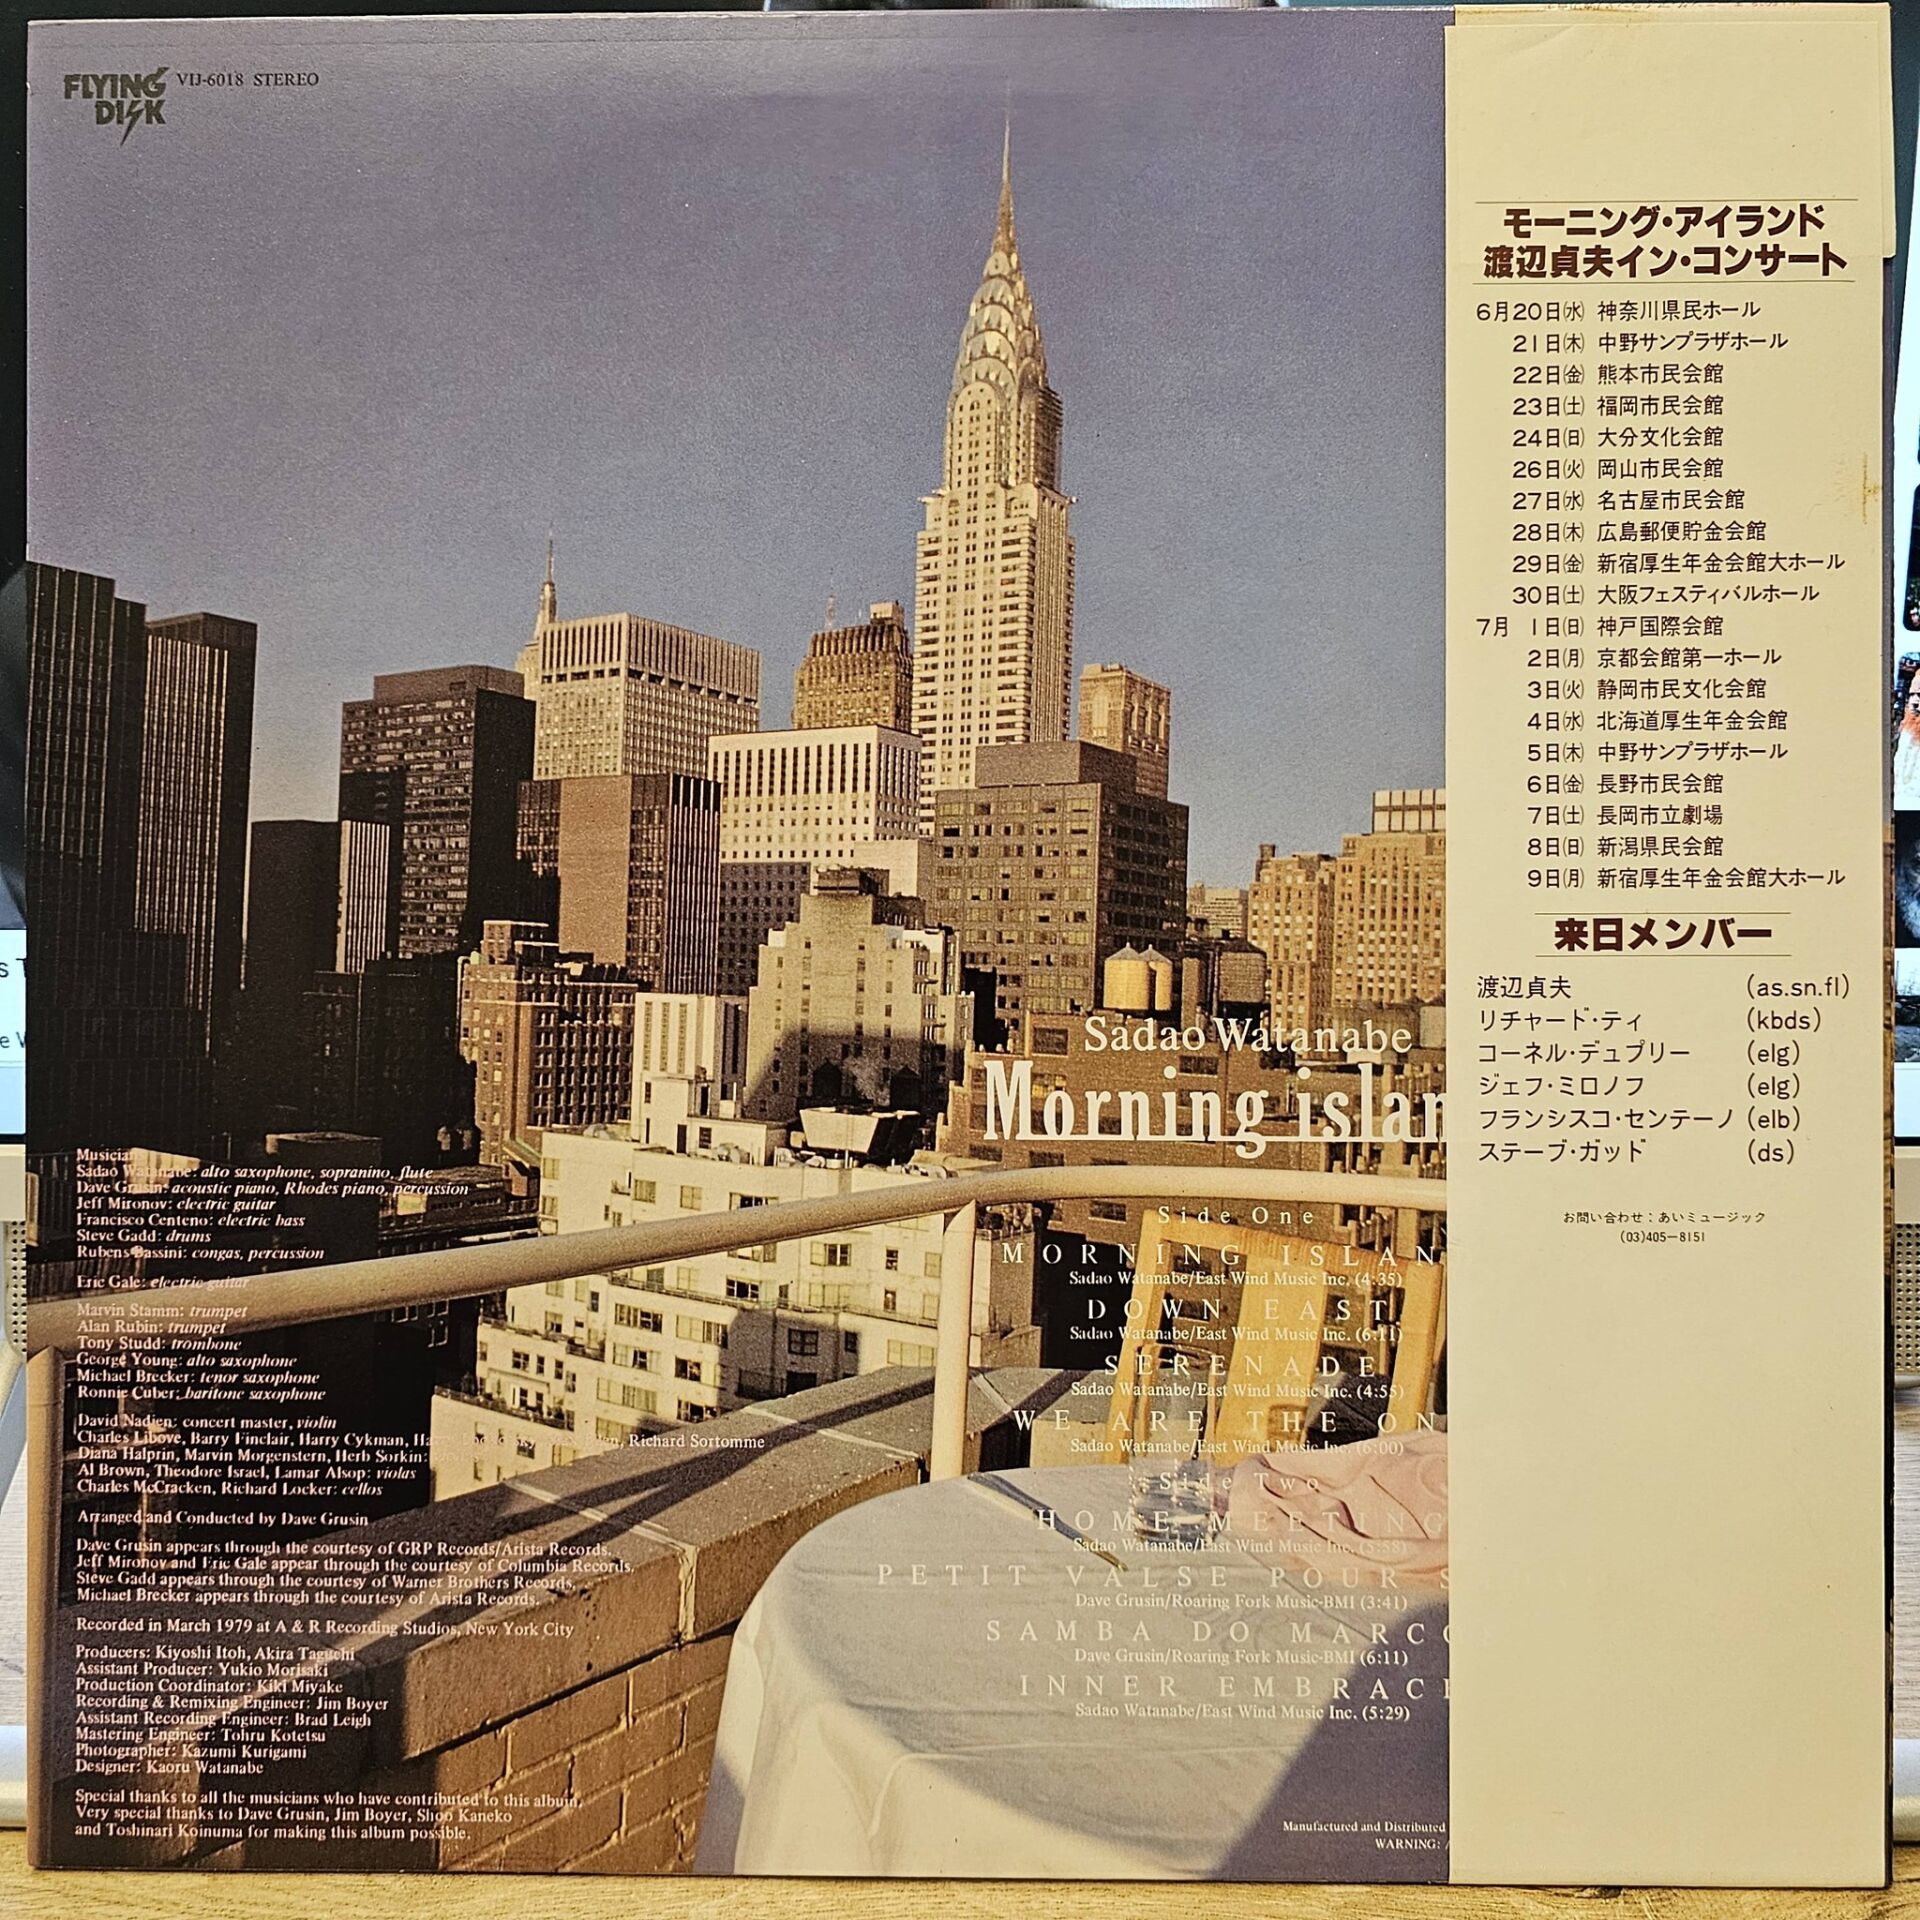 FLYING DISK VIJ-6018 STEREO
モーニング・アイランド
渡辺貞夫イン・コンサート
6月20日㈬ 神奈川県民ホール
21日㈭ 中野サンプラザホール
22日㈮ 熊本市民会館
23日㈯ 福岡市民会館
24日㈰ 大分文化会館
26日㈫ 岡山市民会館
27日㈬ 名古屋市民会館
28日㈭ 広島郵便貯金会館
29日㈮ 新宿厚生年金会館大ホール
30日㈯ 大阪フェスティバルホール
7月 1日㈰ 神戸国際会館
2日㈪ 京都会館第一ホール
3日㈫ 静岡市民文化会館
4日㈬ 北海道厚生年金会館
5日㈭ 中野サンプラザホール
6日㈮ 長野市民会館
7日㈯ 長岡市立劇場
8日㈰ 新潟県民会館
9日㈪ 新宿厚生年金会館大ホール
来日メンバー
渡辺貞夫 (as.sn.fl)
リチャード・ティ (kbds)
コーネル・デュプリー (elg)
ジェフ・ミロノフ (elg)
フランシスコ・センテーノ (elb)
ステーブ・ガッド (ds)
お問い合わせ：あいミュージック
(03)405-8151
Sadao Watanabe
Morning islan
Side One
MORNING ISLAN
Sadao Watanabe/East Wind Music Inc. (4:35)
DOWN EAST
Sadao Watanabe/East Wind Music Inc. (6:11)
SERENADE
Sadao Watanabe/East Wind Music Inc. (4:55)
WE ARE THE ON
Sadao Watanabe/East Wind Music Inc. (6:00)
Side Two
HOME MEETING
Sadao Watanabe/East Wind Music Inc. (5:58)
PETIT VALSE POUR S
Dave Grusin/Roaring Fork Music-BMI (3:41)
SAMBA DO MARCO
Dave Grusin/Roaring Fork Music-BMI (6:11)
INNER EMBRAC
Sadao Watanabe/East Wind Music Inc. (5:29)
Manufactured and Distributed
WARNING:
Musician
Sadao Watanabe: alto saxophone, sopranino, flute
Dave Grusin: acoustic piano, Rhodes piano, percussion
Jeff Mironov: electric guitar
Francisco Centeno: electric bass
Steve Gadd: drums
Rubens Bassini: congas, percussion
Eric Gale: electric guitar
Marvin Stamm: trumpet
Alan Rubin: trumpet
Tony Studd: trombone
George Young: alto saxophone
Michael Brecker: tenor saxophone
Ronnie Cuber: baritone saxophone
David Nadien: concert master, violin
Charles Libove, Barry Finclair, Harry Cykman, Richard Sortomme
Diana Halprin, Marvin Morgenstern, Herb Sorkin:
Al Brown, Theodore Israel, Lamar Alsop: violas
Charles McCracken, Richard Locker: cellos
Arranged and Conducted by Dave Grusin
Dave Grusin appears through the courtesy of GRP Records/Arista Records.
Jeff Mironov and Eric Gale appear through the courtesy of Columbia Records.
Steve Gadd appears through the courtesy of Warner Brothers Records.
Michael Brecker appears through the courtesy of Arista Records.
Recorded in March 1979 at A & R Recording Studios, New York City
Producers: Kiyoshi Itoh, Akira Taguchi
Assistant Producer: Yukio Morisaki
Production Coordinator: Kiki Miyake
Recording & Remixing Engineer: Jim Boyer
Assistant Recording Engineer: Brad Leigh
Mastering Engineer: Tohru Kotetsu
Photographer: Kazumi Kurigami
Designer: Kaoru Watanabe
Special thanks to all the musicians who have contributed to this album.
Very special thanks to Dave Grusin, Jim Boyer, Shoo Kaneko
and Toshinari Koinuma for making this album possible.